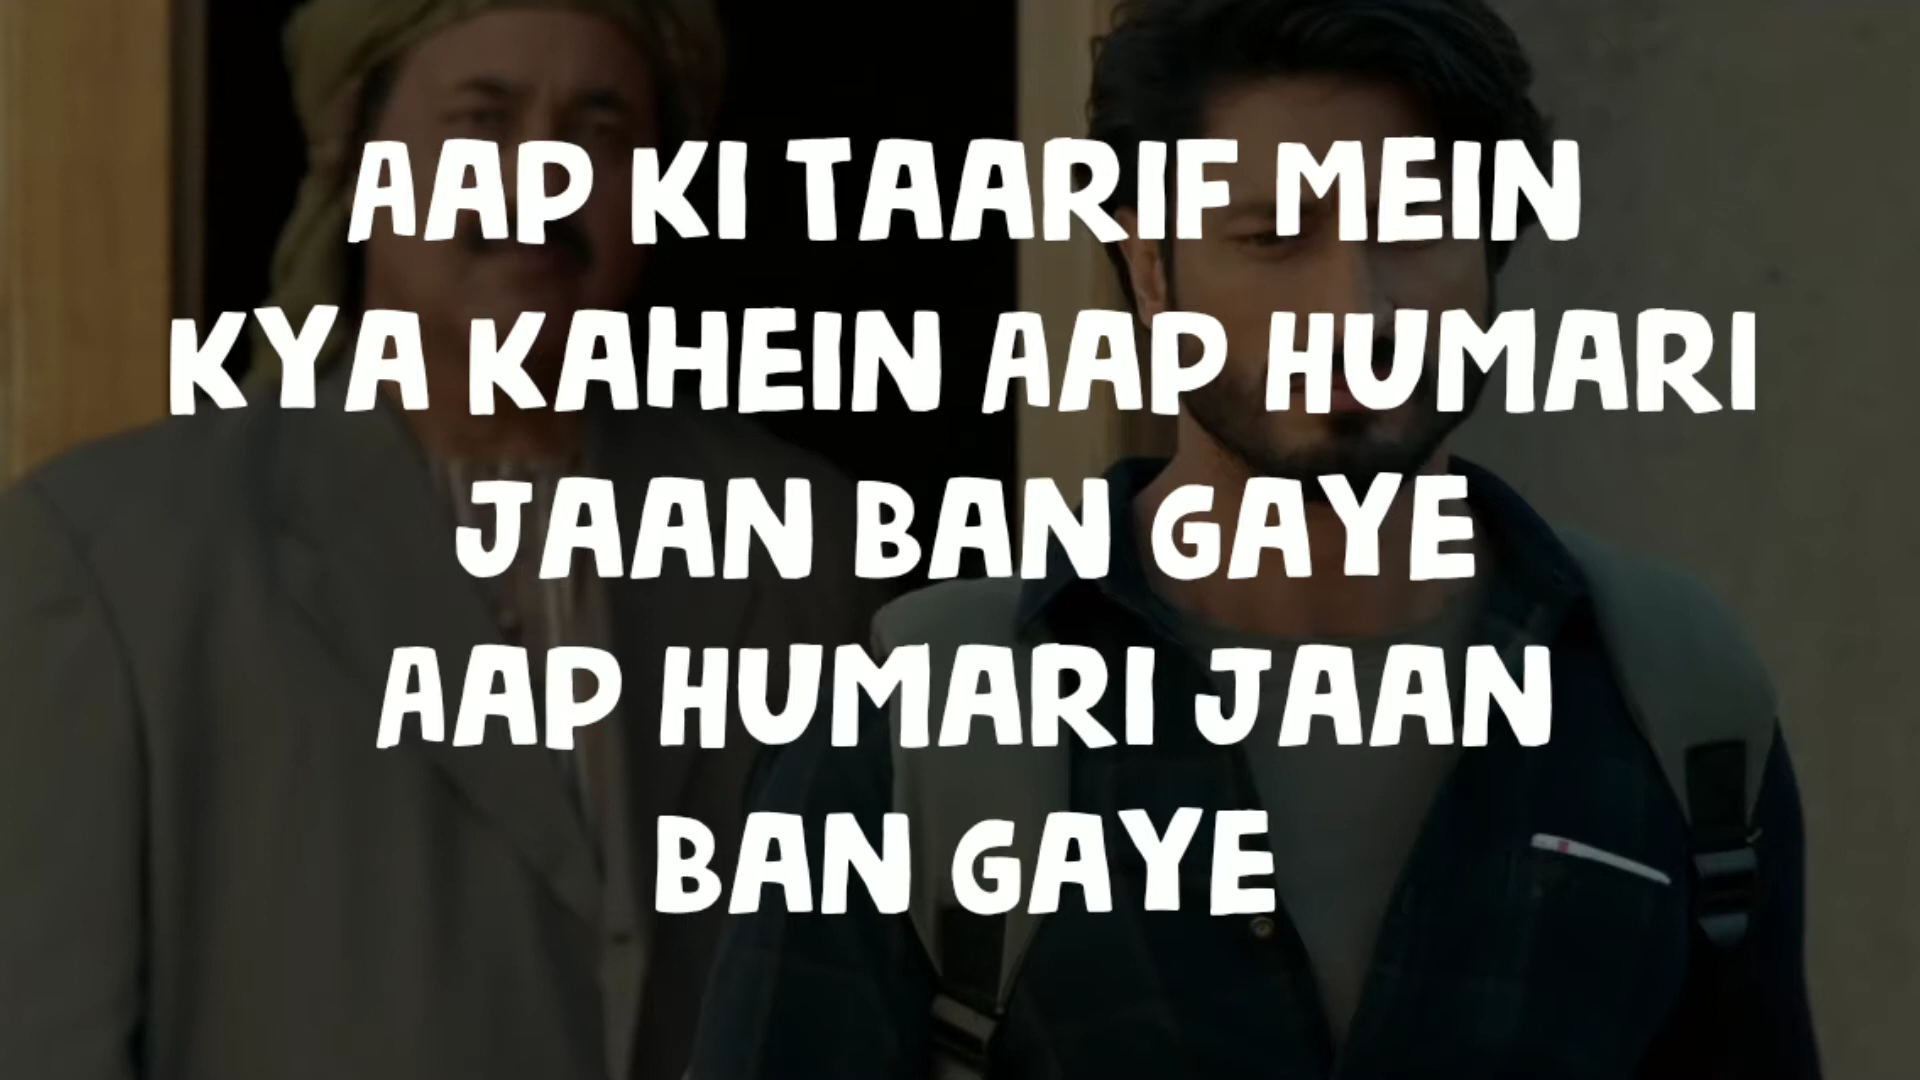 AAP KI TAARIF MEIN
KYA KAHEIN AAP HUMARI
JAAN BAN GAYE
AAP HUMARI JAAN
BAN GAYE